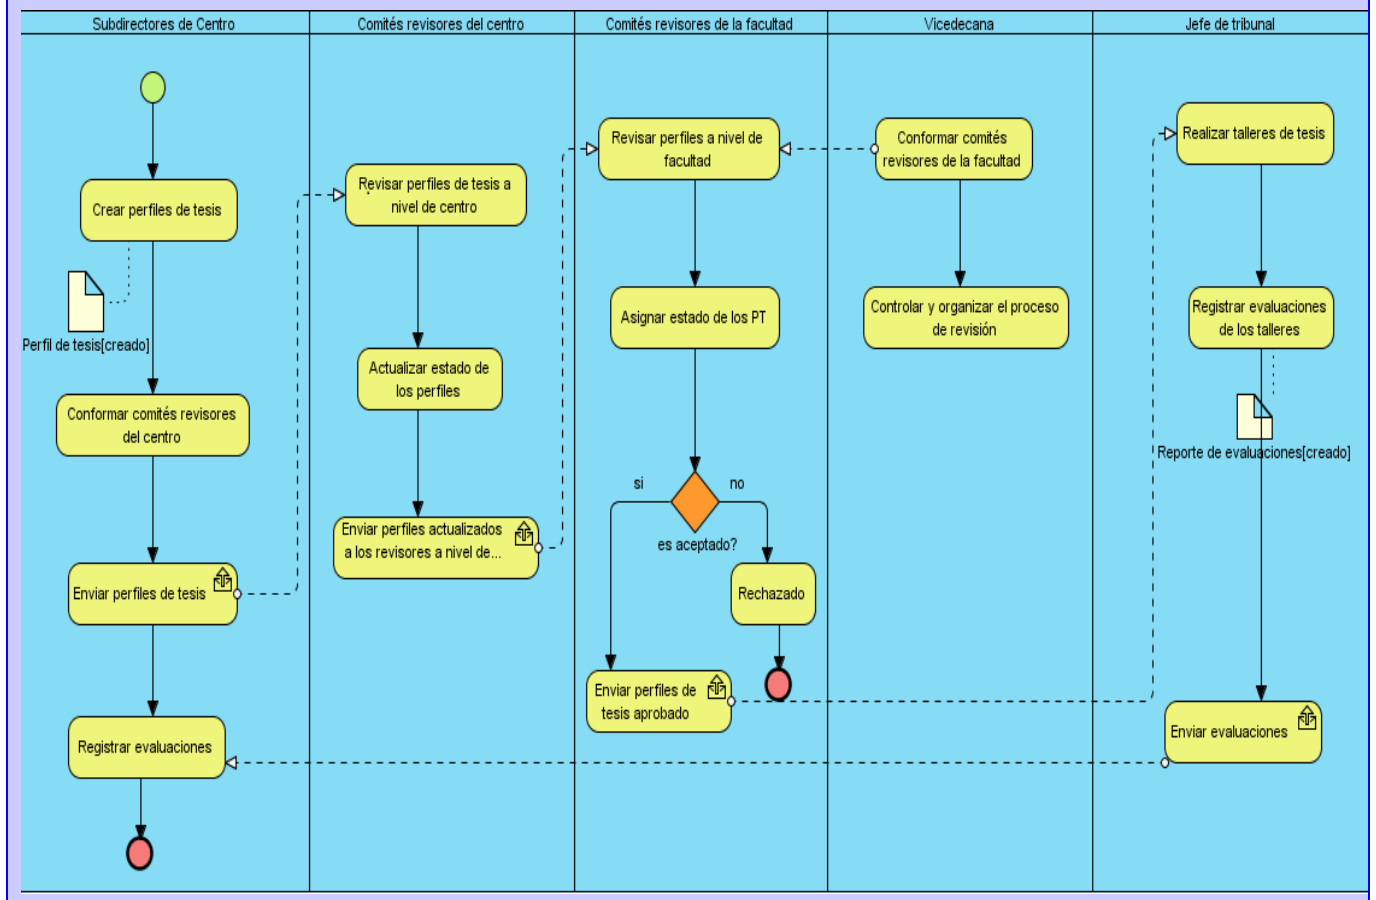 Subdirectores de Centro
Comités revisores del centro
Comités revisores de la facultad
Vicedecana
Jefe de tribunal
Crear perfiles de tesis
Perfil de tesis[creado]
Conformar comités revisores
del centro
Enviar perfiles de tesis
Registrar evaluaciones
Revisar perfiles de tesis a
nivel de centro
Actualizar estado de
los perfiles
Enviar perfiles actualizados
a los revisores a nivel de...
Revisar perfiles a nivel de
facultad
Asignar estado de los PT
si
no
es aceptado?
Rechazado
Enviar perfiles de
tesis aprobado
Conformar comités
revisores de la facultad
Controlar y organizar el proceso
de revisión
Realizar talleres de tesis
Registrar evaluaciones
de los talleres
Reporte de evaluaciones[creado]
Enviar evaluaciones